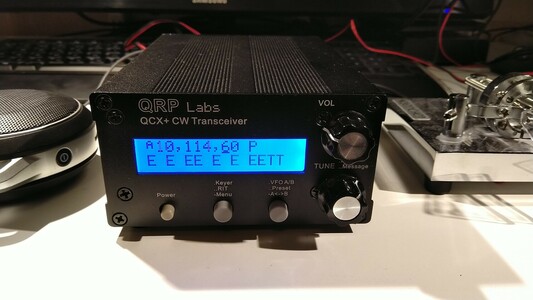 SAMSUNG
QRP Labs
QCX+ CW Transceiver
VOL
A10,114,60 P
E E EE E E EETT
TUNE Message
Power
Keyer
RIT
-Menu
VFO A/B
Preset
-A<->B